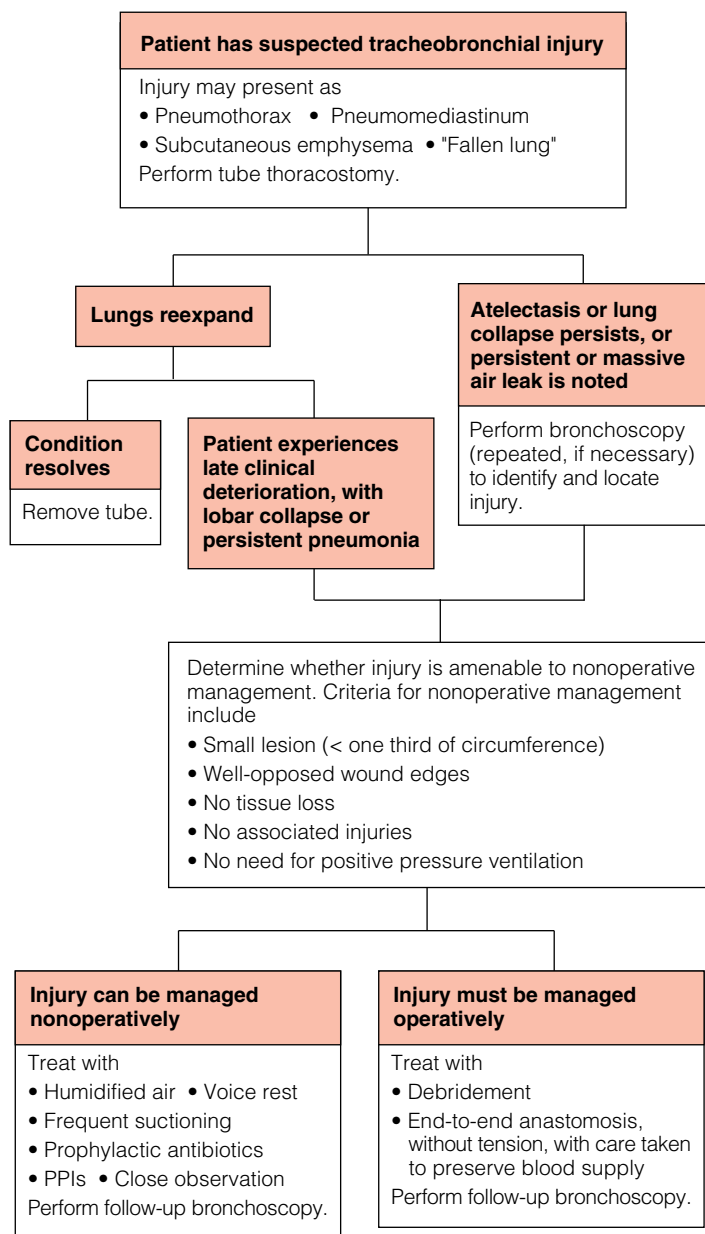 Patient has suspected tracheobronchial injury
Injury may present as
• Pneumothorax • Pneumomediastinum
• Subcutaneous emphysema • "Fallen lung"
Perform tube thoracostomy.
Lungs reexpand
Atelectasis or lung
collapse persists, or
persistent or massive
air leak is noted
Perform bronchoscopy
(repeated, if necessary)
to identify and locate
injury.
Condition
resolves
Remove tube.
Patient experiences
late clinical
deterioration, with
lobar collapse or
persistent pneumonia
Determine whether injury is amenable to nonoperative
management. Criteria for nonoperative management
include
• Small lesion (< one third of circumference)
• Well-opposed wound edges
• No tissue loss
• No associated injuries
• No need for positive pressure ventilation
Injury can be managed
nonoperatively
Treat with
• Humidified air • Voice rest
• Frequent suctioning
• Prophylactic antibiotics
• PPIs • Close observation
Perform follow-up bronchoscopy.
Injury must be managed
operatively
Treat with
• Debridement
• End-to-end anastomosis,
without tension, with care taken
to preserve blood supply
Perform follow-up bronchoscopy.